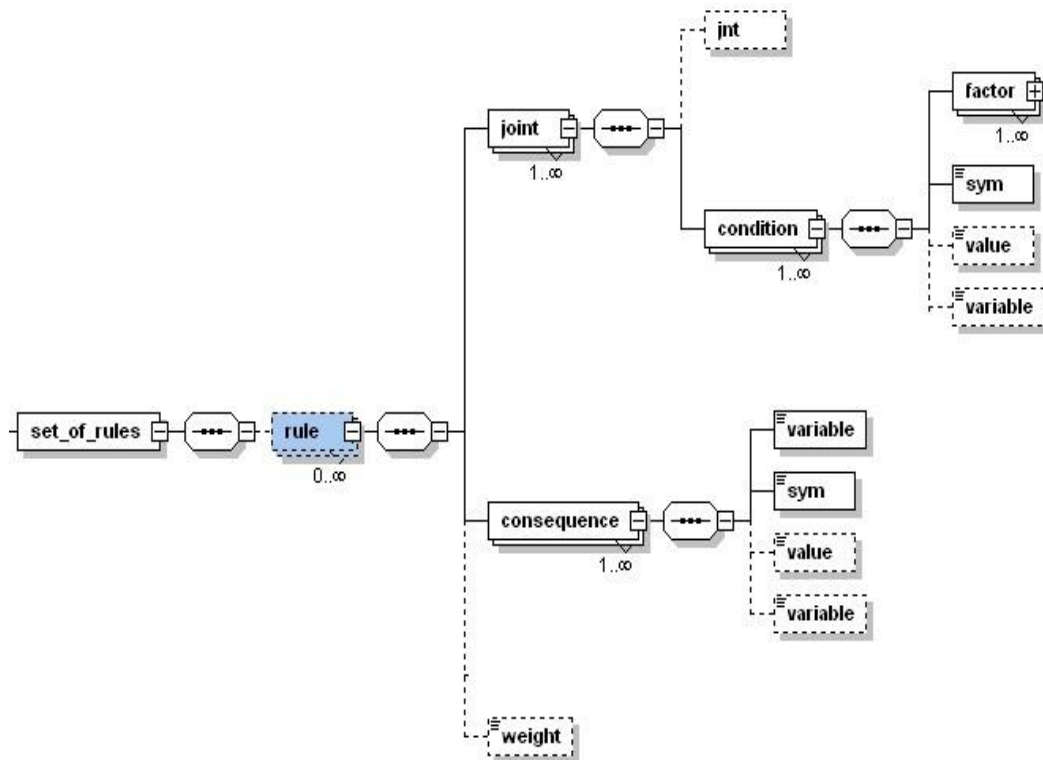 jnt
factor
1..∞
joint
1..∞
sym
condition
1..∞
value
variable
set_of_rules
rule
0..∞
variable
sym
consequence
1..∞
value
variable
weight